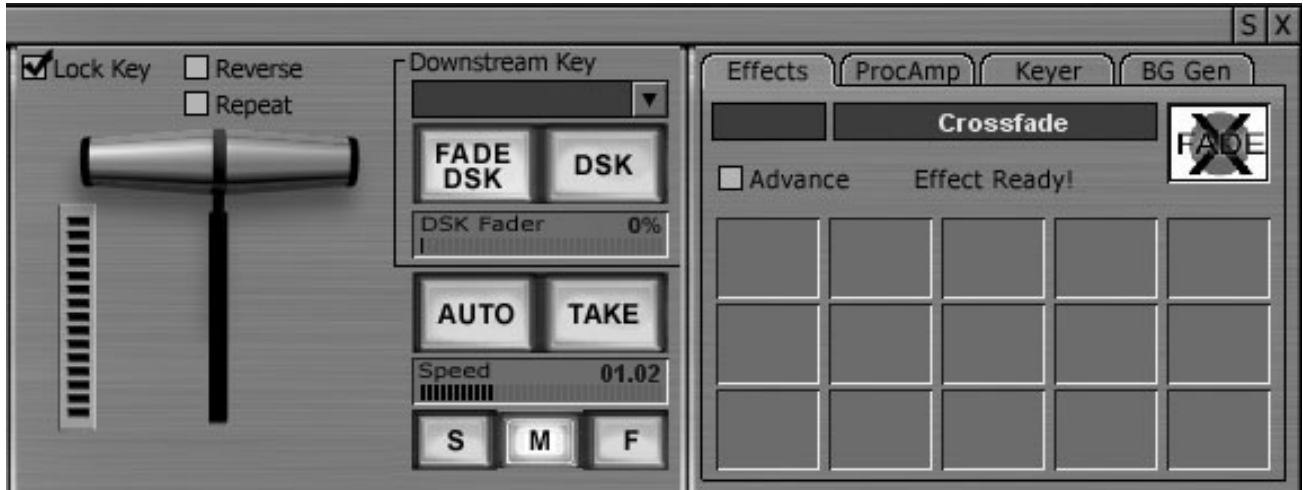 S X
Lock Key
Reverse
Repeat
Downstream Key
FADE
DSK
DSK
DSK Fader 0%
AUTO
TAKE
Speed 01.02
S
M
F
Effects
ProcAmp
Keyer
BG Gen
Crossfade
FADE
X
Advance
Effect Ready!